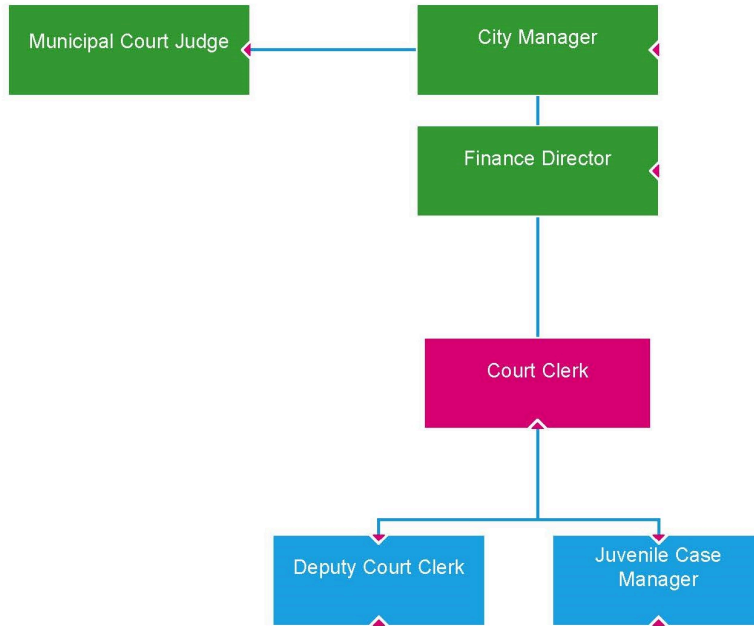 Municipal Court Judge
City Manager
Finance Director
Court Clerk
Deputy Court Clerk
Juvenile Case
Manager